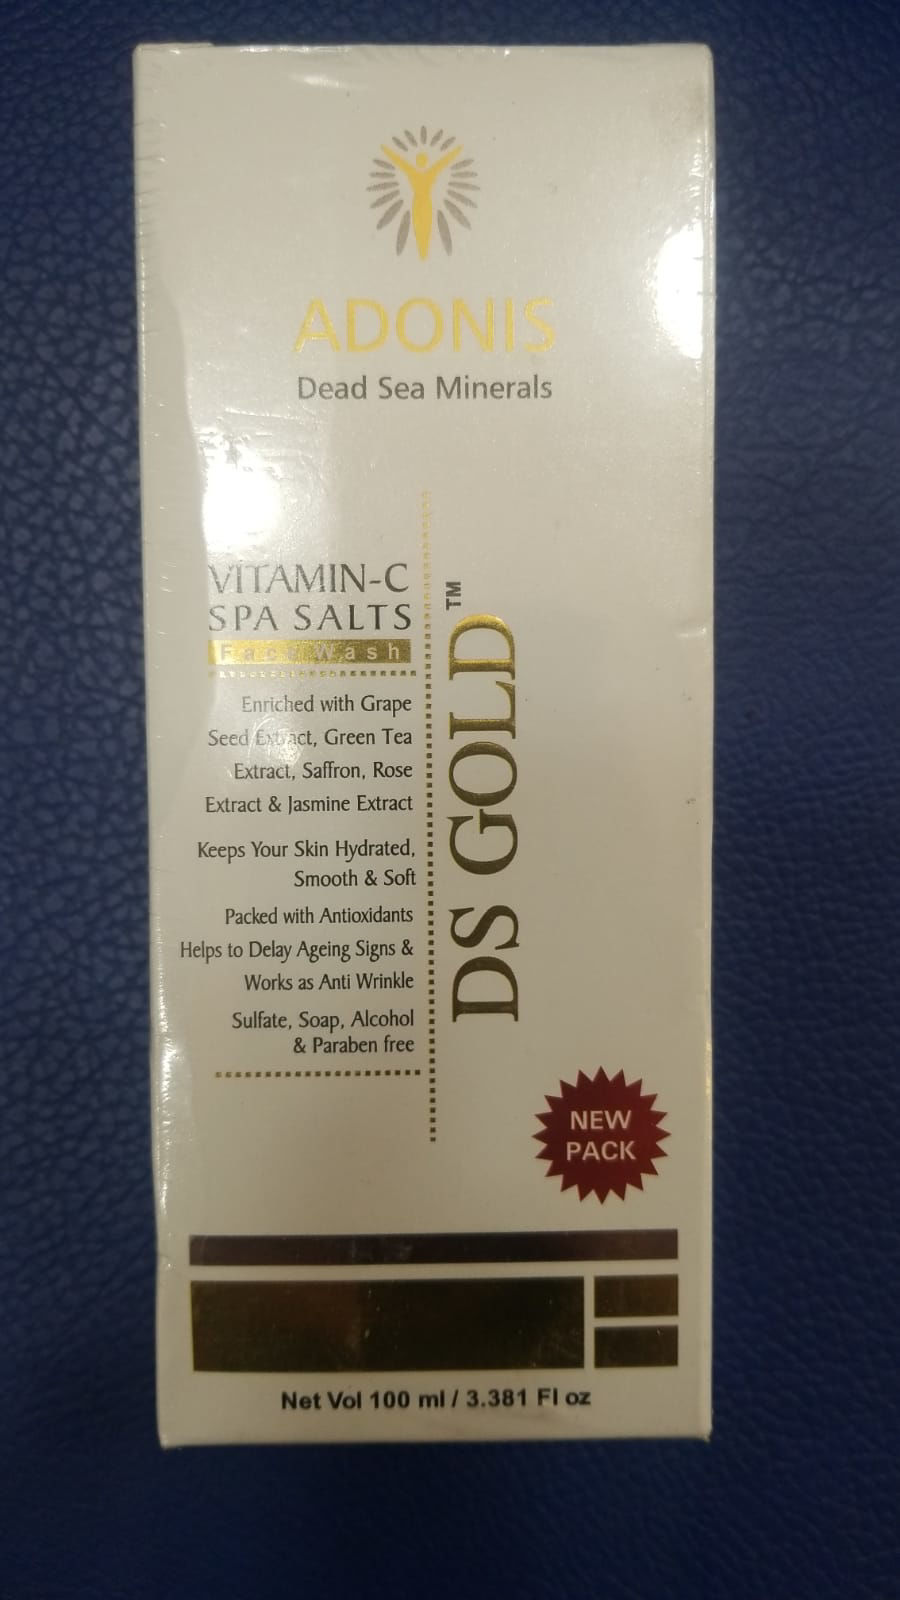 ADONIS
Dead Sea Minerals
VITAMIN-C
SPA SALTS
Face Wash
Enriched with Grape
Seed Extract, Green Tea
Extract, Saffron, Rose
Extract & Jasmine Extract
Keeps Your Skin Hydrated,
Smooth & Soft
Packed with Antioxidants
Helps to Delay Ageing Signs &
Works as Anti Wrinkle
Sulfate, Soap, Alcohol
& Paraben free
DS GOLD™
NEW
PACK
Net Vol 100 ml / 3.381 Fl oz